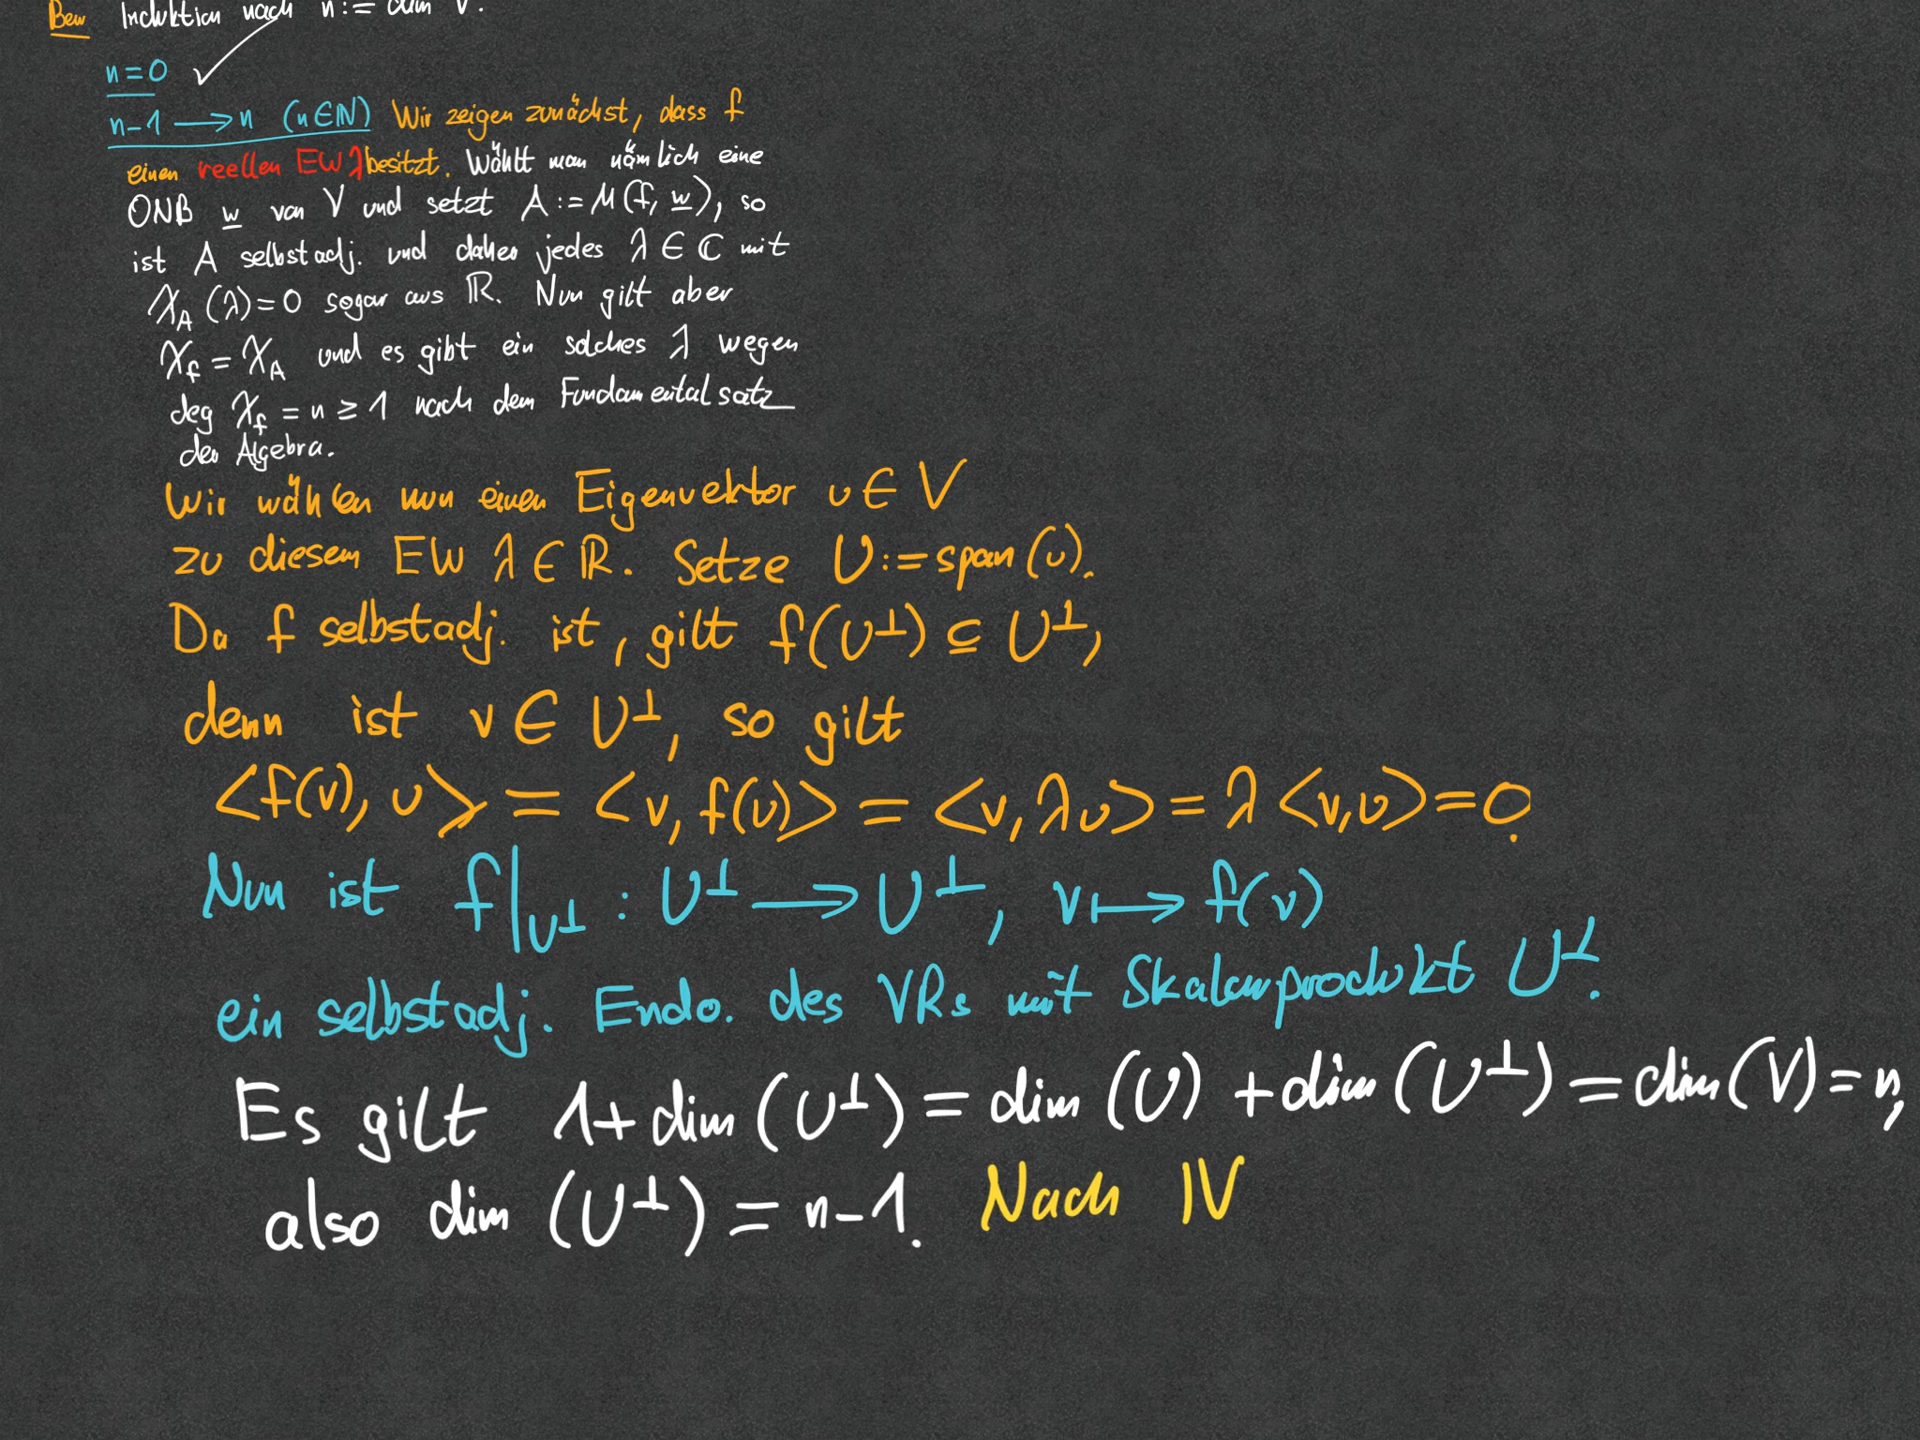 Bew Induktion nach n := dim V.
n=0 ✓
n-1 ⟶ n (n∈ℕ) Wir zeigen zunächst, dass f
einen reellen EW λ besitzt. Wählt man nämlich eine
ONB w von V und setzt A := M(f, w), so
ist A selbstadj. und daher jedes λ ∈ ℂ mit
χ_A (λ) = 0 sogar aus ℝ. Nun gilt aber
χ_f = χ_A und es gibt ein solches λ wegen
deg χ_f = n ≥ 1 nach dem Fundamentalsatz
der Algebra.
Wir wählen nun einen Eigenvektor u ∈ V
zu diesem EW λ ∈ ℝ. Setze U := span(u).
Da f selbstadj. ist, gilt f(U^⊥) ⊆ U^⊥,
denn ist v ∈ U^⊥, so gilt
<f(v), u> = <v, f(u)> = <v, λu> = λ <v,u> = 0.
Nun ist f|_{U^⊥} : U^⊥ ⟶ U^⊥, v ⟼ f(v)
ein selbstadj. Endo. des VRs mit Skalarprodukt U^⊥.
Es gilt 1 + dim (U^⊥) = dim (U) + dim (U^⊥) = dim (V) = n,
also dim (U^⊥) = n-1. Nach IV